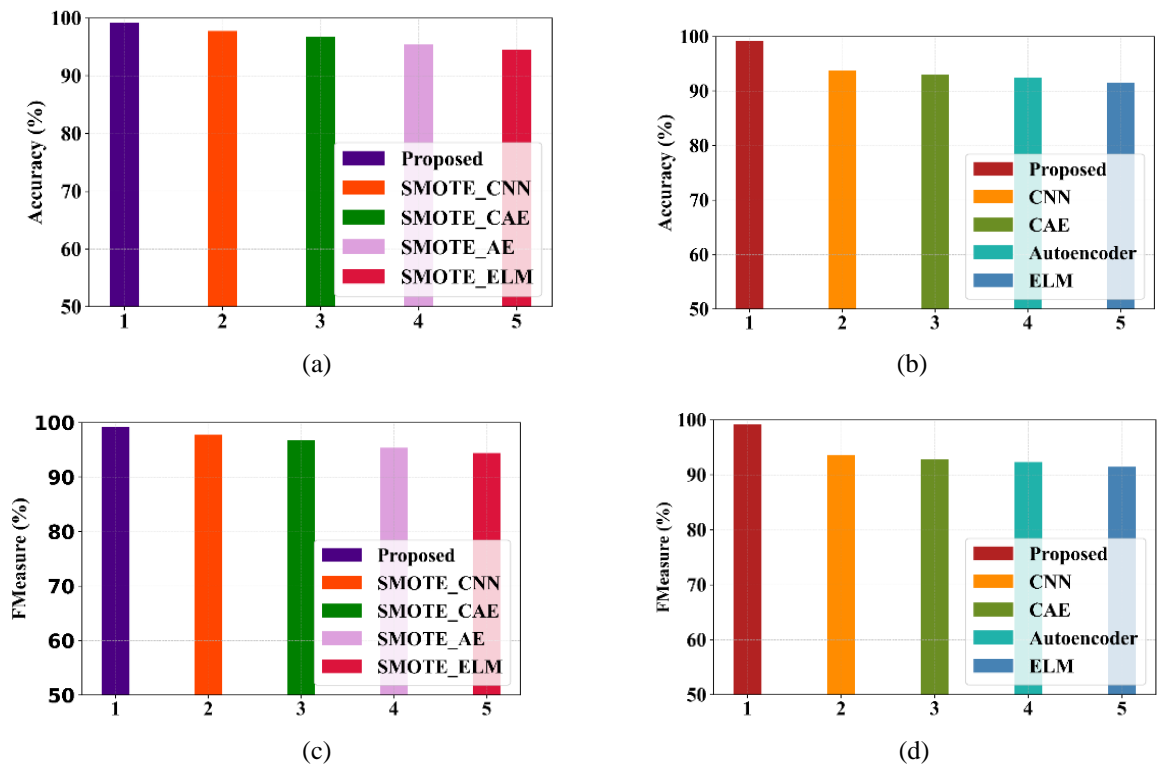 100
90
80
70
60
50
Accuracy (%)
Proposed
SMOTE_CNN
SMOTE_CAE
SMOTE_AE
SMOTE_ELM
1 2 3 4 5
(a)
100
90
80
70
60
50
Accuracy (%)
Proposed
CNN
CAE
Autoencoder
ELM
1 2 3 4 5
(b)
100
90
80
70
60
50
FMeasure (%)
Proposed
SMOTE_CNN
SMOTE_CAE
SMOTE_AE
SMOTE_ELM
1 2 3 4 5
(c)
100
90
80
70
60
50
FMeasure (%)
Proposed
CNN
CAE
Autoencoder
ELM
1 2 3 4 5
(d)